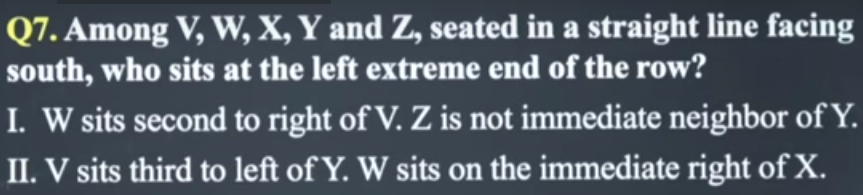 Q7. Among V, W, X, Y and Z, seated in a straight line facing
south, who sits at the left extreme end of the row?
I. W sits second to right of V. Z is not immediate neighbor of Y.
II. V sits third to left of Y. W sits on the immediate right of X.